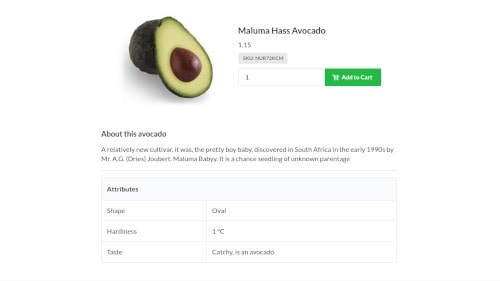 Maluma Hass Avocado
1.15
SKU: NUR72KCM
1
Add to Cart
About this avocado
A relatively new cultivar, it was, the pretty boy baby, discovered in South Africa in the early 1990s by
Mr. A.G. (Dries) Joubert. Maluma Babyy. It is a chance seedling of unknown parentage
Attributes
Shape Oval
Hardiness 1 °C
Taste Catchy, is an avocado